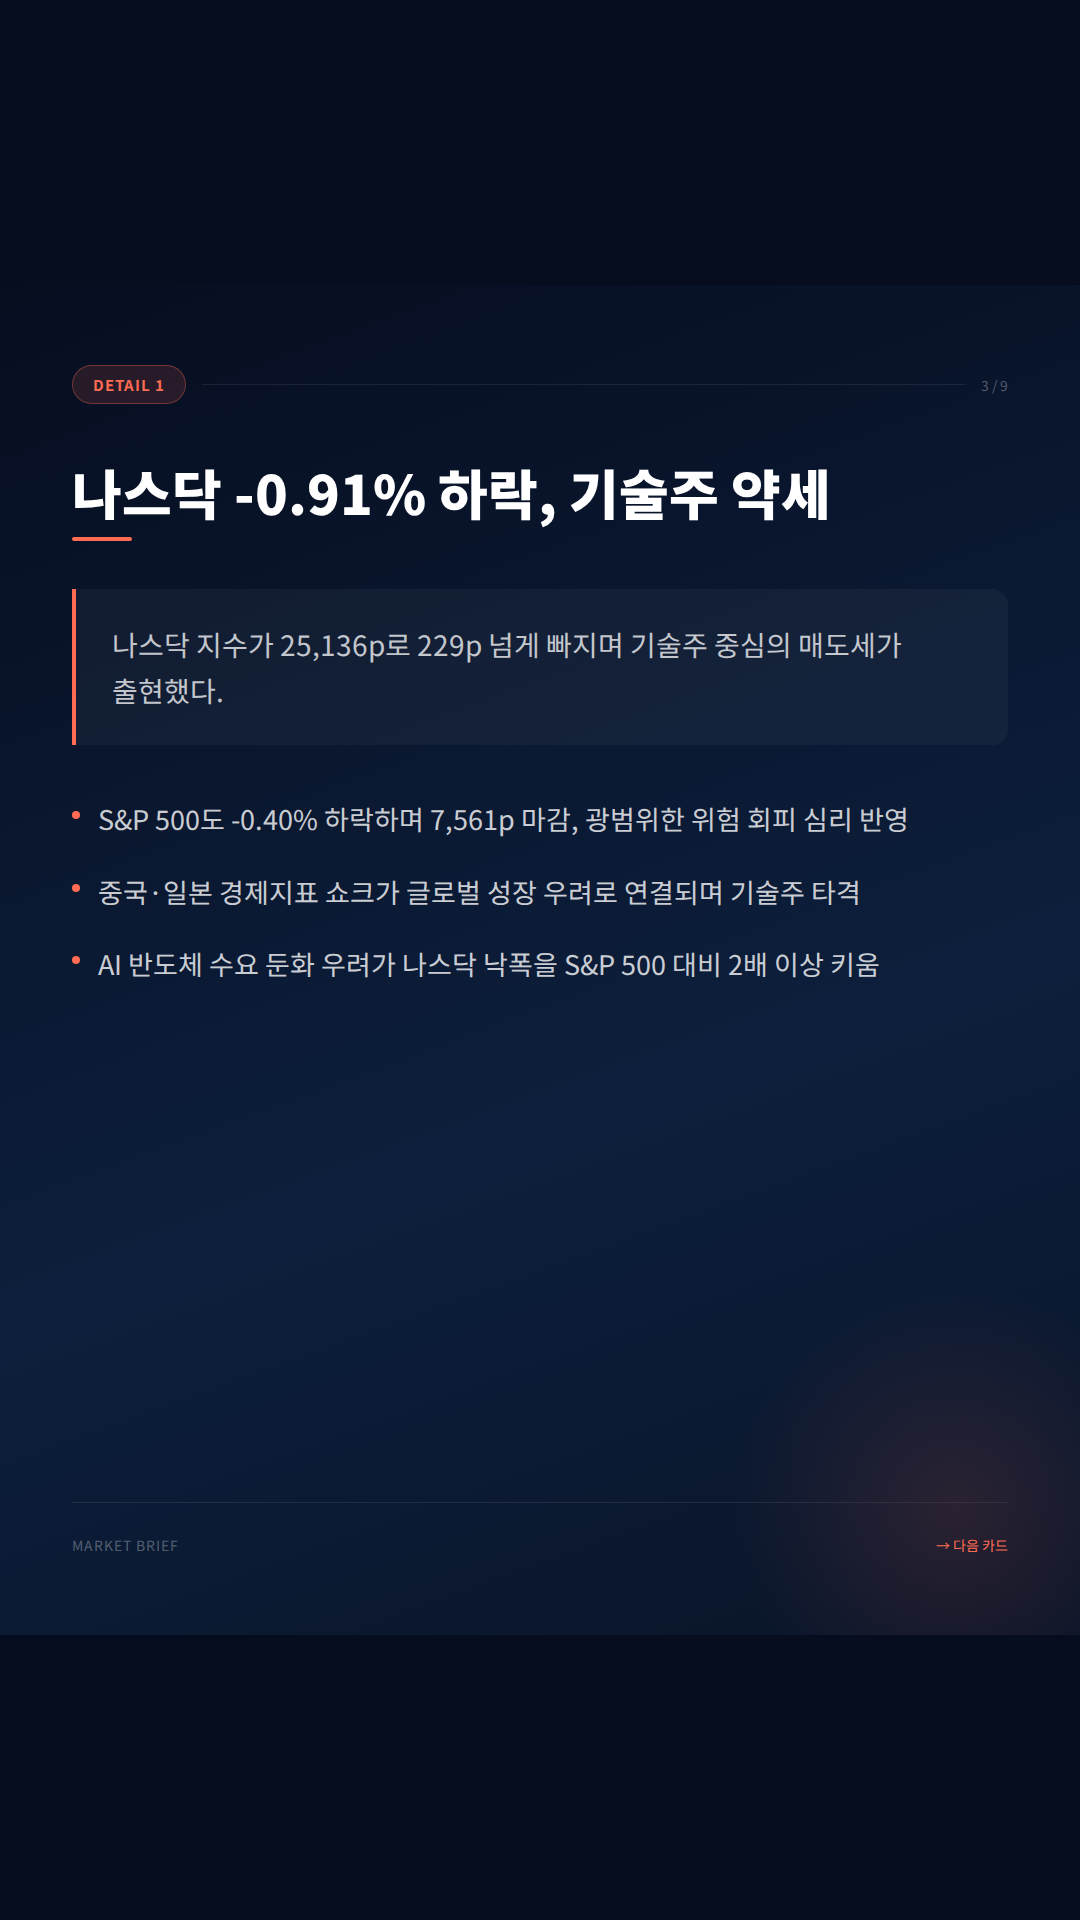 DETAIL 1
3 / 9
나스닥 -0.91% 하락, 기술주 약세
나스닥 지수가 25,136p로 229p 넘게 빠지며 기술주 중심의 매도세가
출현했다.
S&P 500도 -0.40% 하락하며 7,561p 마감, 광범위한 위험 회피 심리 반영
중국·일본 경제지표 쇼크가 글로벌 성장 우려로 연결되며 기술주 타격
AI 반도체 수요 둔화 우려가 나스닥 낙폭을 S&P 500 대비 2배 이상 키움
MARKET BRIEF
→ 다음 카드